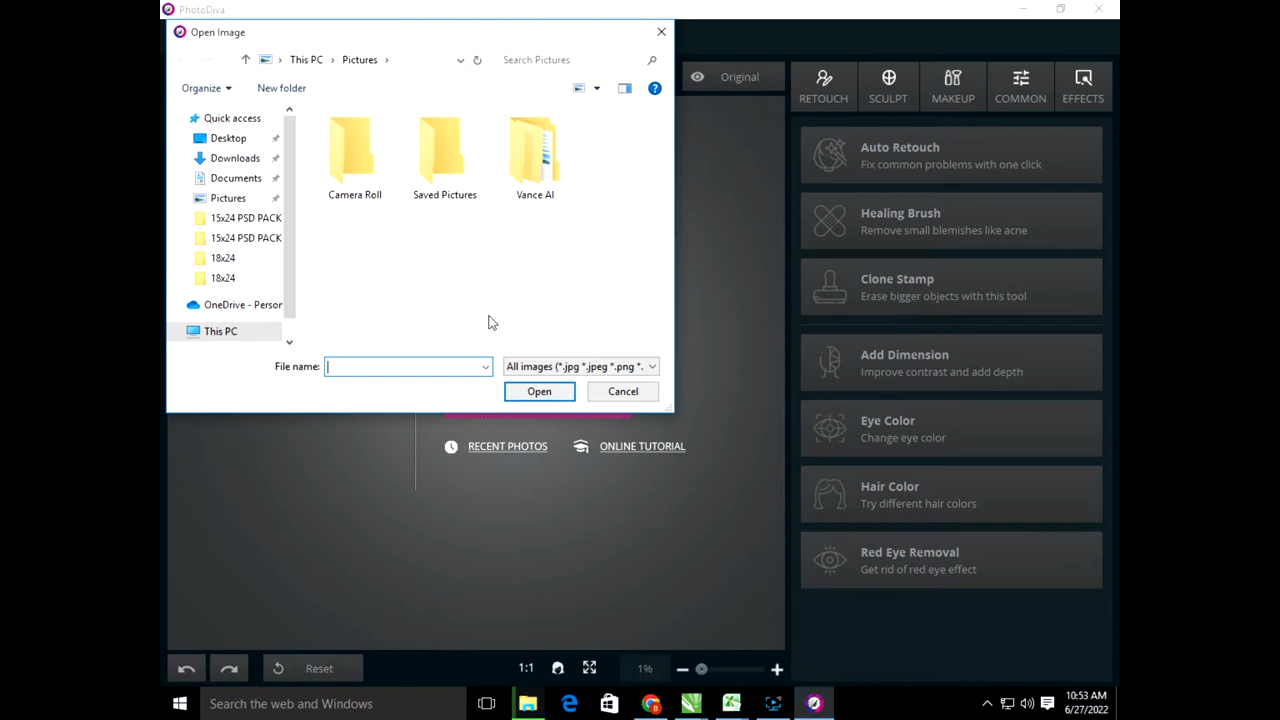 PhotoDiva
Open Image
This PC
Pictures
Search Pictures
Organize
New folder
Original
RETOUCH
SCULPT
MAKEUP
COMMON
EFFECTS
Quick access
Desktop
Downloads
Documents
Pictures
15x24 PSD PACK
15x24 PSD PACK
18x24
18x24
OneDrive - Person
This PC
Camera Roll
Saved Pictures
Vance AI
File name:
All images (*.jpg *.jpeg *.png *.
Open
Cancel
RECENT PHOTOS
ONLINE TUTORIAL
Auto Retouch
Fix common problems with one click
Healing Brush
Remove small blemishes like acne
Clone Stamp
Erase bigger objects with this tool
Add Dimension
Improve contrast and add depth
Eye Color
Change eye color
Hair Color
Try different hair colors
Red Eye Removal
Get rid of red eye effect
Reset
1:1
1%
Search the web and Windows
10:53 AM
6/27/2022